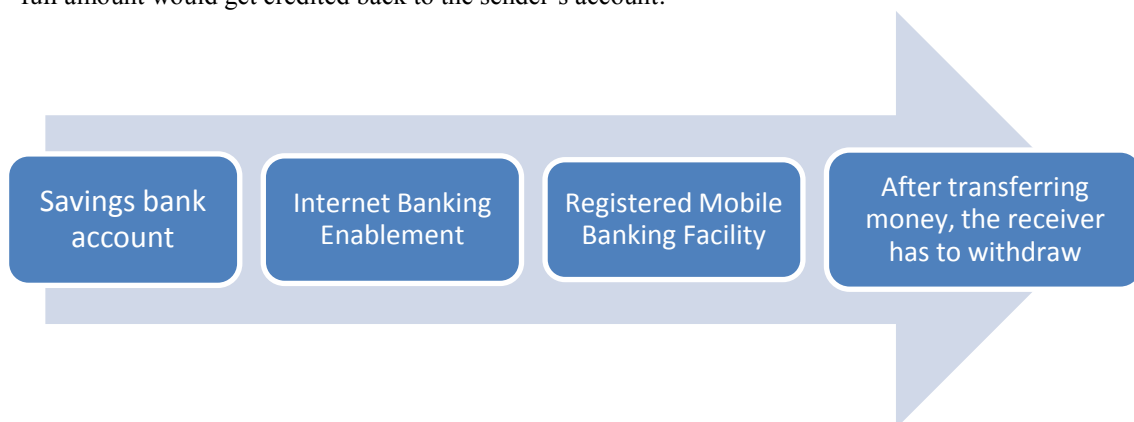 full amount would get credited back to the sender's account.
Savings bank
account
Internet Banking
Enablement
Registered Mobile
Banking Facility
After transferring
money, the receiver
has to withdraw